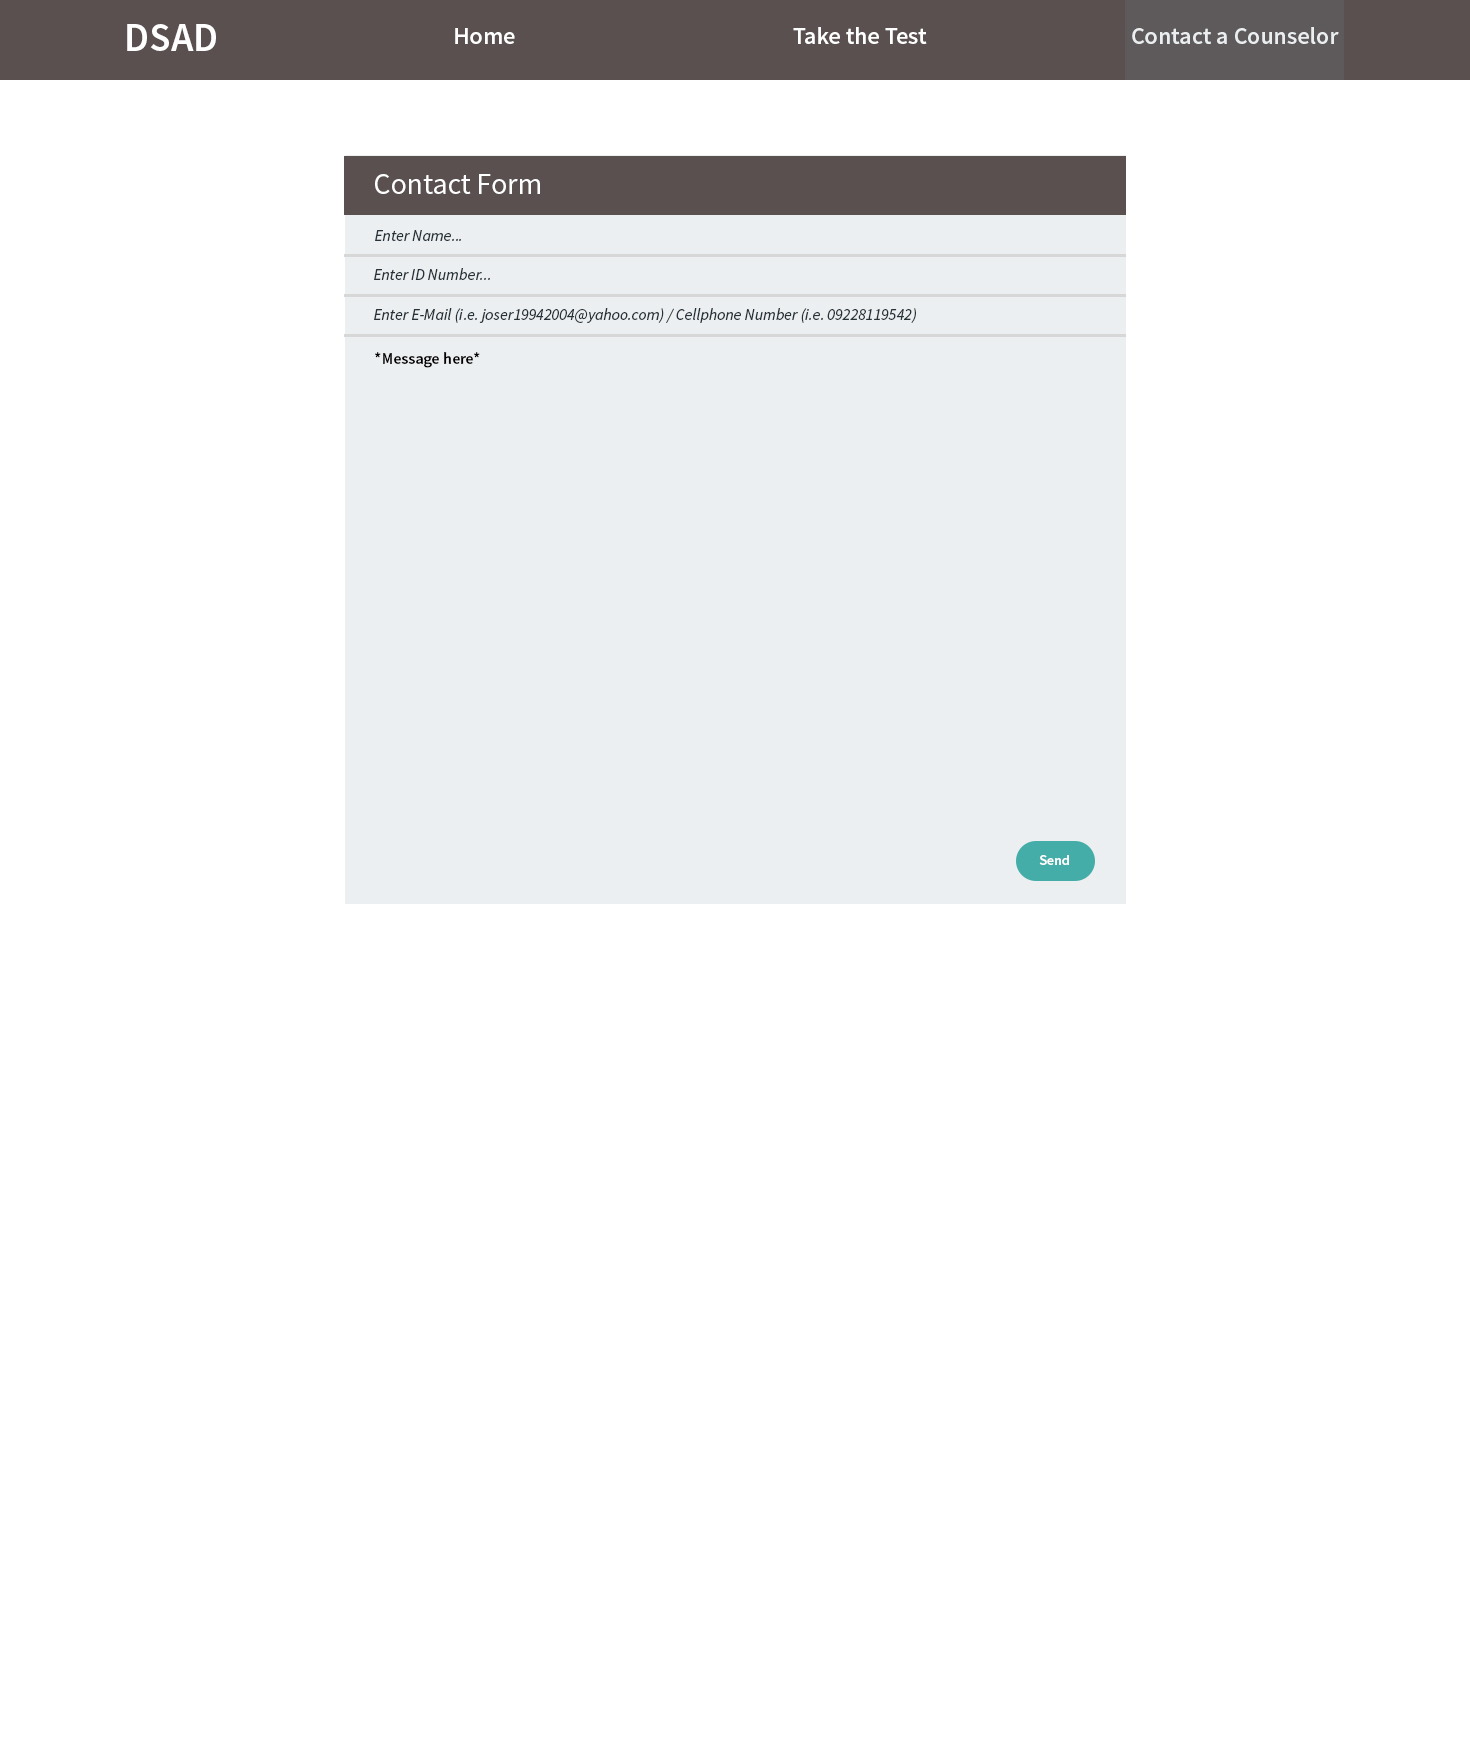 DSAD Home Take the Test Contact a Counselor
Contact Form
Enter Name...
Enter ID Number...
Enter E-Mail (i.e. joser19942004@yahoo.com) / Cellphone Number (i.e. 09228119542)
*Message here*
Send